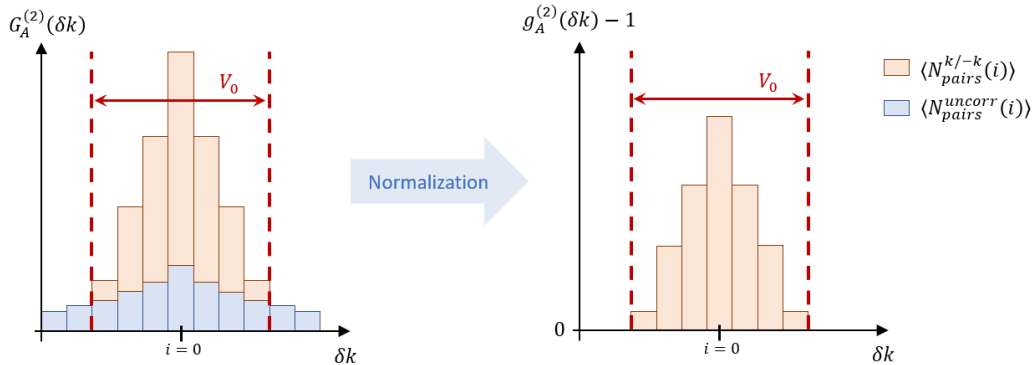 G_A^{(2)}(δk)
V_0
i = 0
δk
Normalization
g_A^{(2)}(δk) − 1
V_0
0
i = 0
δk
⟨N_{pairs}^{k/−k}(i)⟩
⟨N_{pairs}^{uncorr}(i)⟩